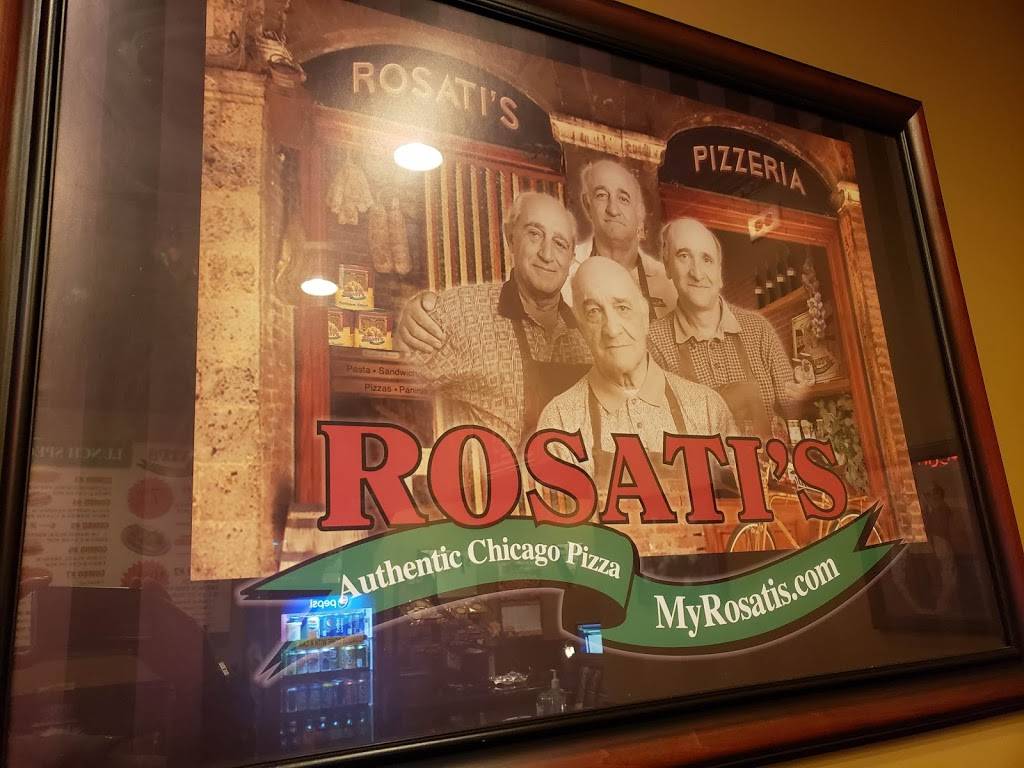 ROSATI'S
PIZZERIA
Pasta • Sandwich
Pizzas • Panini
ROSATI'S
Authentic Chicago Pizza
MyRosatis.com
pepsi